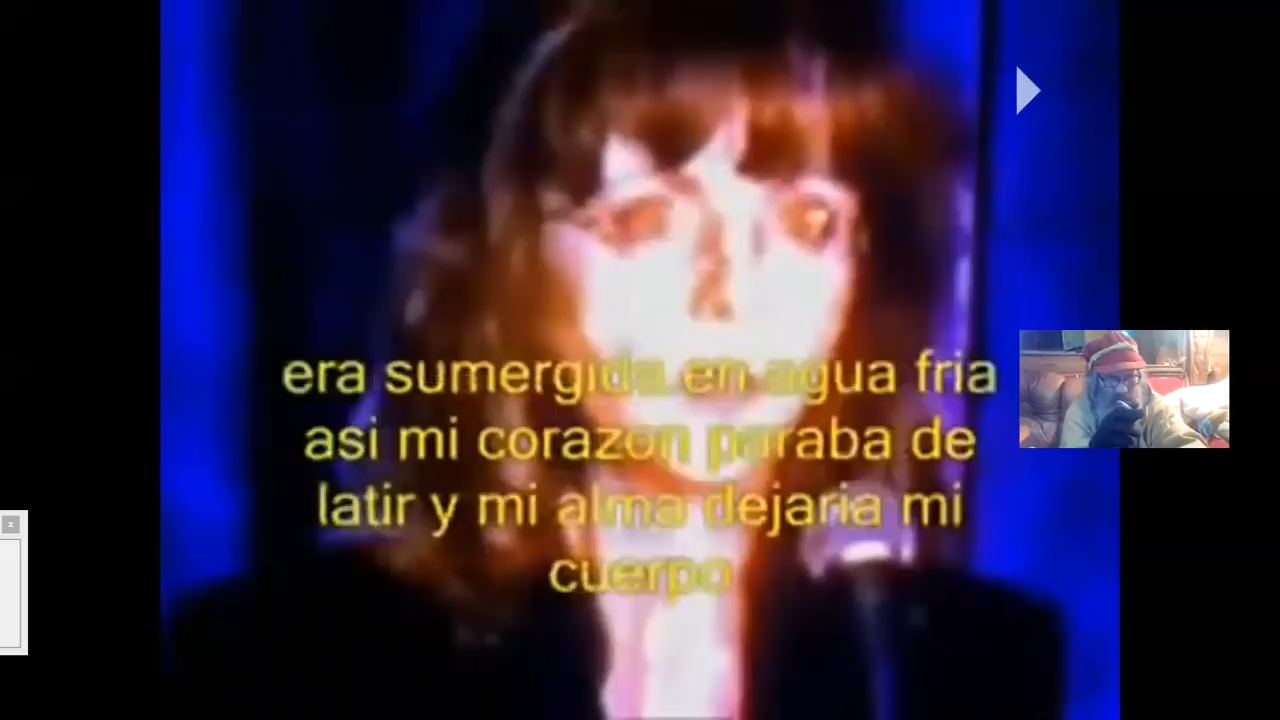 era sumergida en agua fria
asi mi corazon paraba de
latir y mi alma dejaria mi
cuerpo